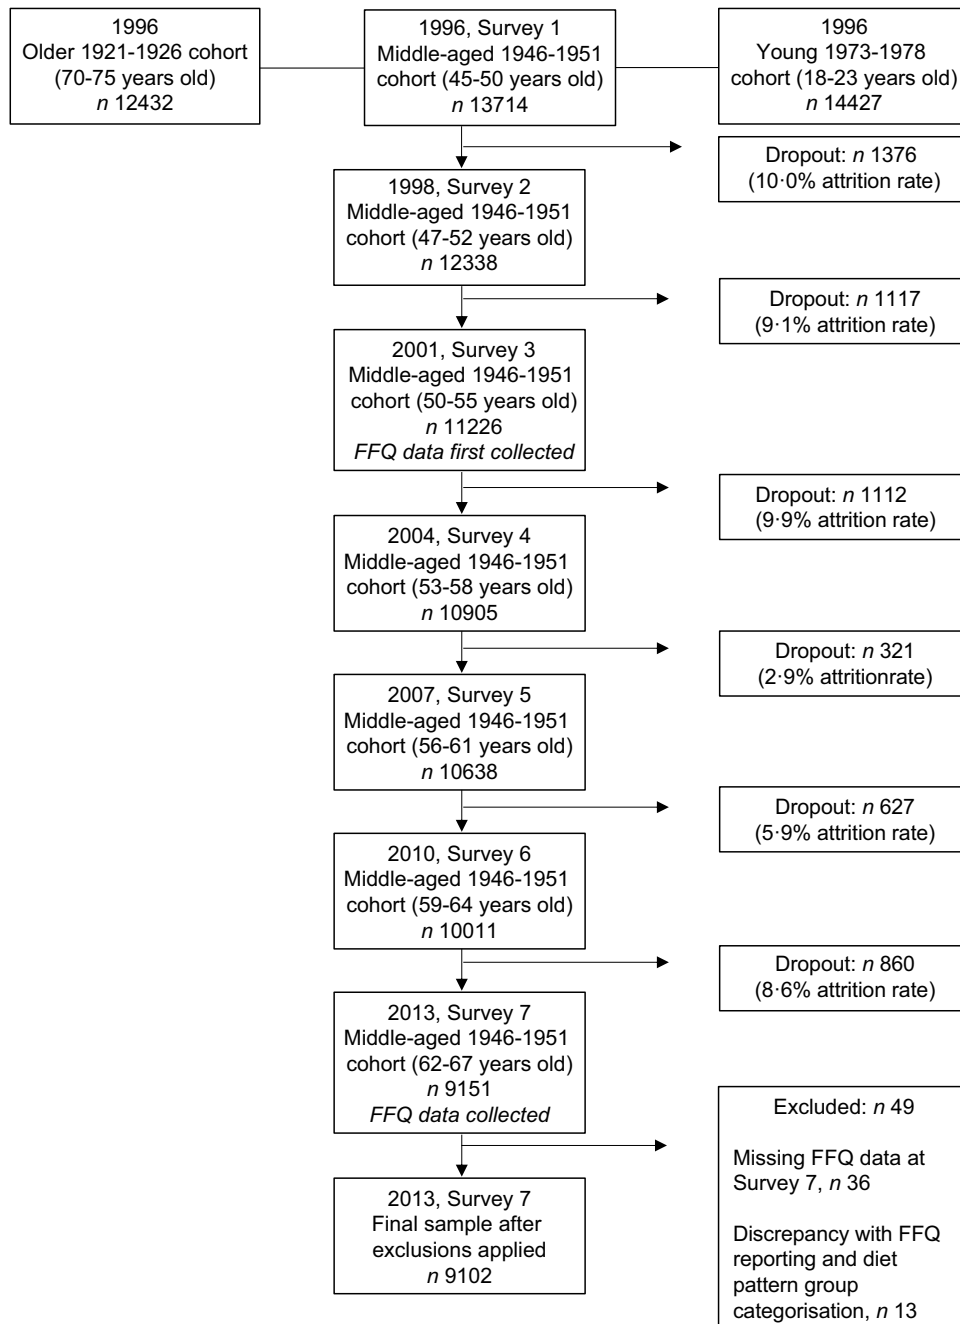 1996
Older 1921-1926 cohort
(70-75 years old)
n 12432
1996, Survey 1
Middle-aged 1946-1951
cohort (45-50 years old)
n 13714
1996
Young 1973-1978
cohort (18-23 years old)
n 14427
Dropout: n 1376
(10·0% attrition rate)
1998, Survey 2
Middle-aged 1946-1951
cohort (47-52 years old)
n 12338
Dropout: n 1117
(9·1% attrition rate)
2001, Survey 3
Middle-aged 1946-1951
cohort (50-55 years old)
n 11226
FFQ data first collected
Dropout: n 1112
(9·9% attrition rate)
2004, Survey 4
Middle-aged 1946-1951
cohort (53-58 years old)
n 10905
Dropout: n 321
(2·9% attritionrate)
2007, Survey 5
Middle-aged 1946-1951
cohort (56-61 years old)
n 10638
Dropout: n 627
(5·9% attrition rate)
2010, Survey 6
Middle-aged 1946-1951
cohort (59-64 years old)
n 10011
Dropout: n 860
(8·6% attrition rate)
2013, Survey 7
Middle-aged 1946-1951
cohort (62-67 years old)
n 9151
FFQ data collected
Excluded: n 49
Missing FFQ data at
Survey 7, n 36
Discrepancy with FFQ
reporting and diet
pattern group
categorisation, n 13
2013, Survey 7
Final sample after
exclusions applied
n 9102